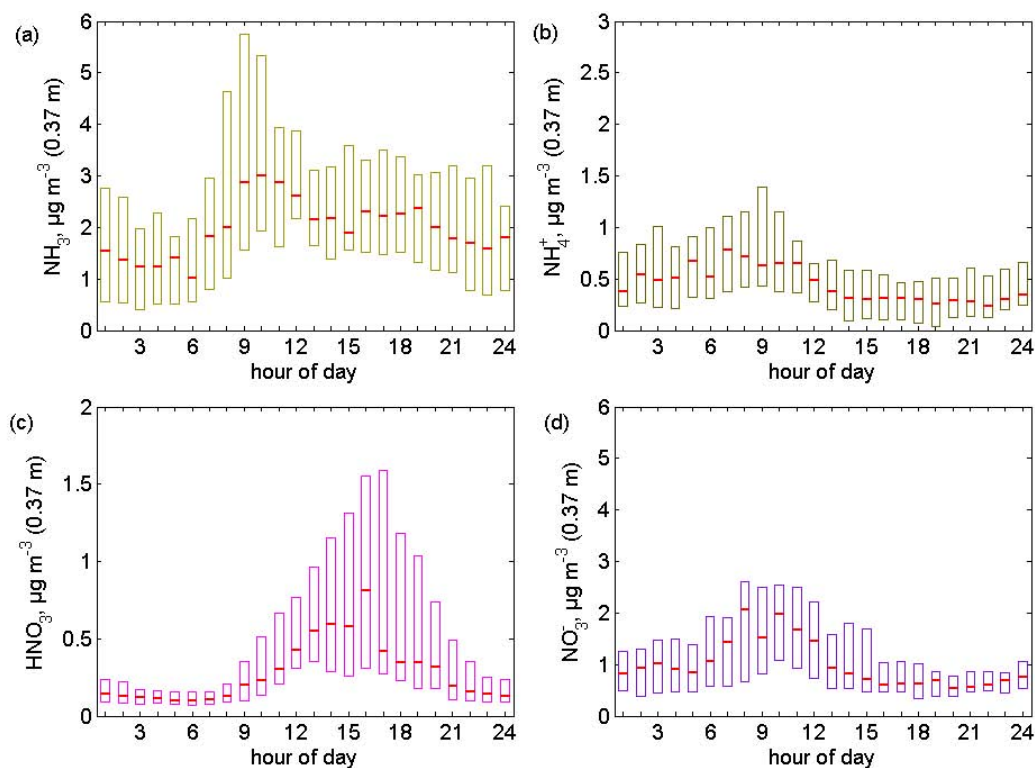 (a)
NH₃, µg m⁻³ (0.37 m)
6
5
4
3
2
1
0
3 6 9 12 15 18 21 24
hour of day
(b)
NH₄⁺, µg m⁻³ (0.37 m)
3
2.5
2
1.5
1
0.5
0
3 6 9 12 15 18 21 24
hour of day
(c)
HNO₃, µg m⁻³ (0.37 m)
2
1.5
1
0.5
0
3 6 9 12 15 18 21 24
hour of day
(d)
NO₃⁻, µg m⁻³ (0.37 m)
6
5
4
3
2
1
0
3 6 9 12 15 18 21 24
hour of day